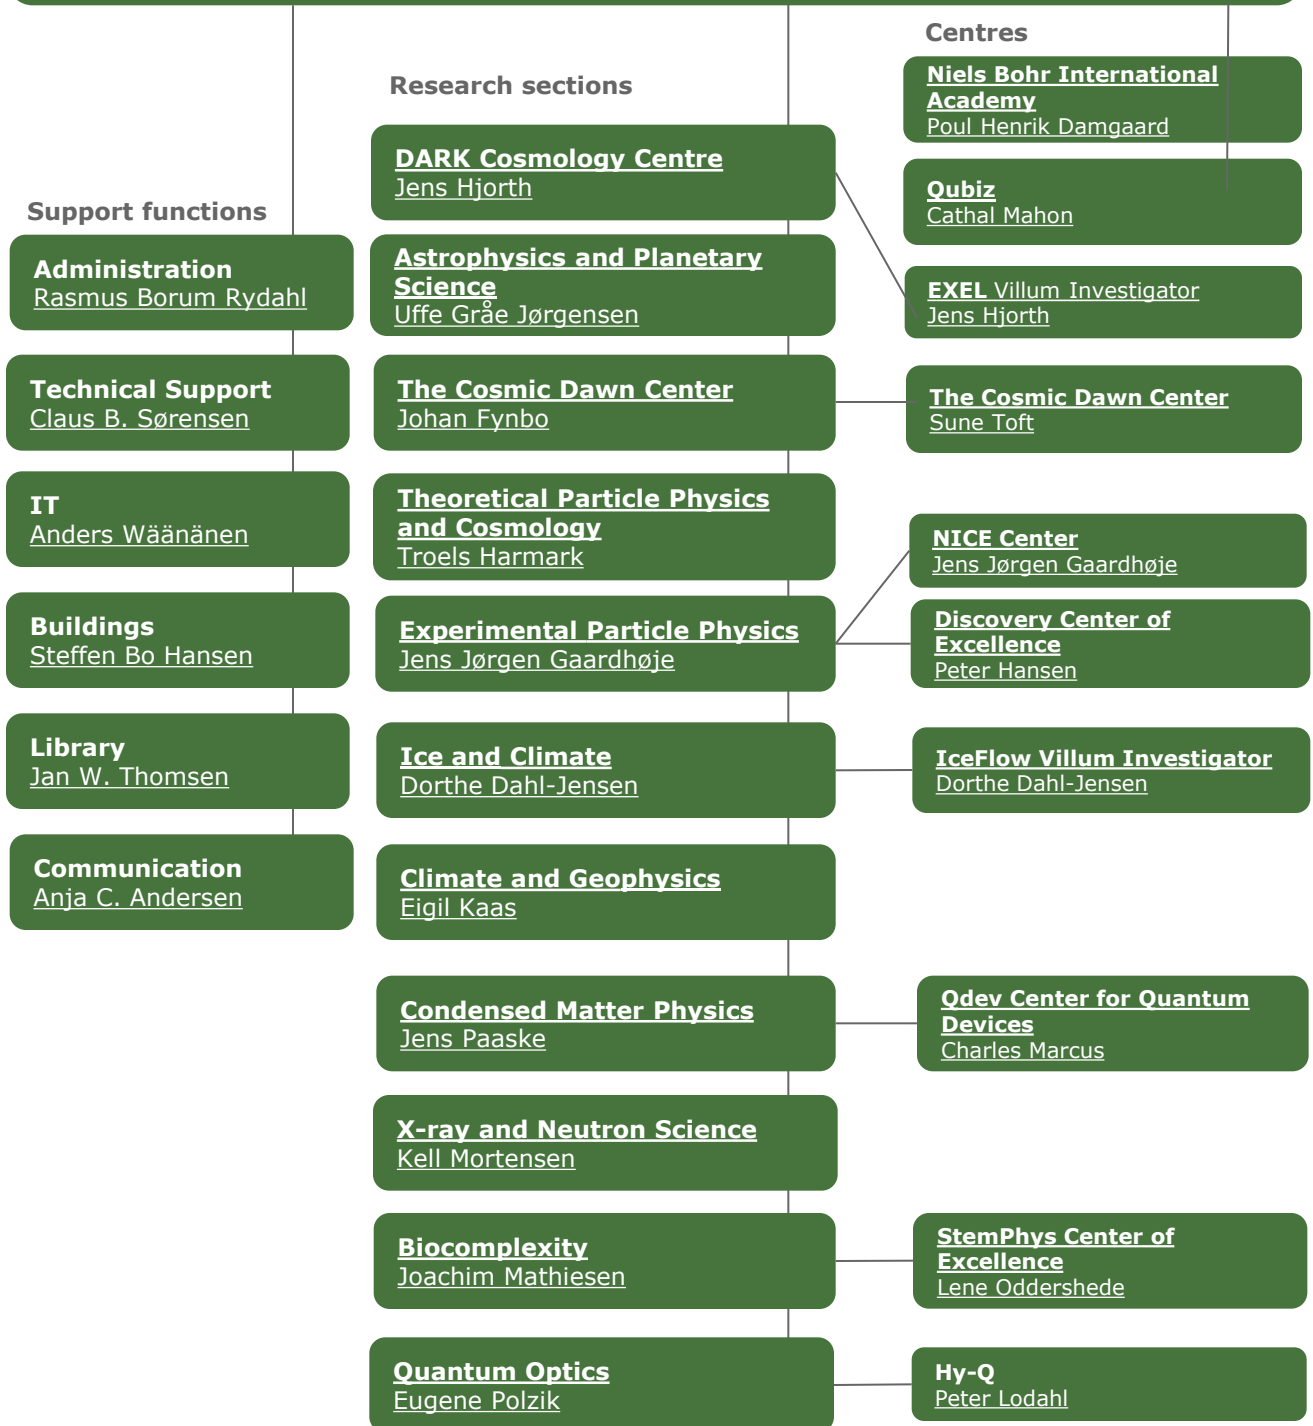 Support functions
Administration
Rasmus Borum Rydahl
Technical Support
Claus B. Sørensen
IT
Anders Wäänänen
Buildings
Steffen Bo Hansen
Library
Jan W. Thomsen
Communication
Anja C. Andersen
Research sections
DARK Cosmology Centre
Jens Hjorth
Astrophysics and Planetary
Science
Uffe Gråe Jørgensen
The Cosmic Dawn Center
Johan Fynbo
Theoretical Particle Physics
and Cosmology
Troels Harmark
Experimental Particle Physics
Jens Jørgen Gaardhøje
Ice and Climate
Dorthe Dahl-Jensen
Climate and Geophysics
Eigil Kaas
Condensed Matter Physics
Jens Paaske
X-ray and Neutron Science
Kell Mortensen
Biocomplexity
Joachim Mathiesen
Quantum Optics
Eugene Polzik
Centres
Niels Bohr International
Academy
Poul Henrik Damgaard
Qubiz
Cathal Mahon
EXEL Villum Investigator
Jens Hjorth
The Cosmic Dawn Center
Sune Toft
NICE Center
Jens Jørgen Gaardhøje
Discovery Center of
Excellence
Peter Hansen
IceFlow Villum Investigator
Dorthe Dahl-Jensen
Qdev Center for Quantum
Devices
Charles Marcus
StemPhys Center of
Excellence
Lene Oddershede
Hy-Q
Peter Lodahl